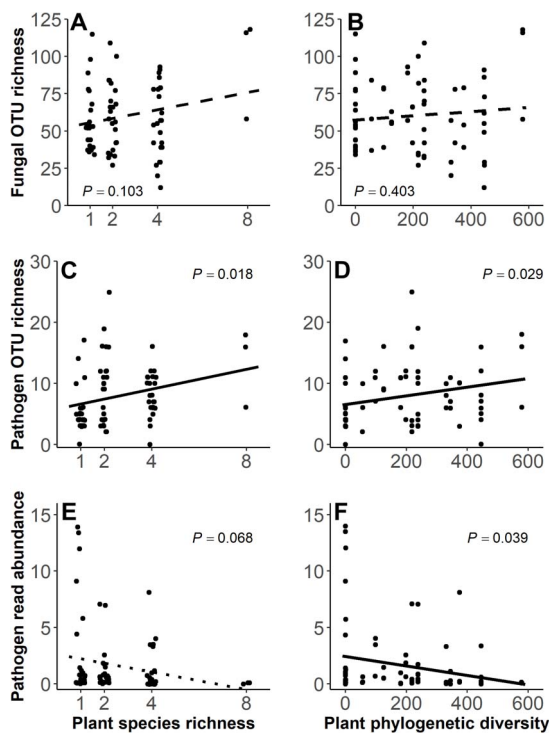 A
B
Fungal OTU richness
125
100
75
50
25
0
P = 0.103
1 2 4 8
125
100
75
50
25
0
P = 0.403
0 200 400 600
C
D
Pathogen OTU richness
30
20
10
0
P = 0.018
1 2 4 8
30
20
10
0
P = 0.029
0 200 400 600
E
F
Pathogen read abundance
15
10
5
0
P = 0.068
1 2 4 8
Plant species richness
15
10
5
0
P = 0.039
0 200 400 600
Plant phylogenetic diversity